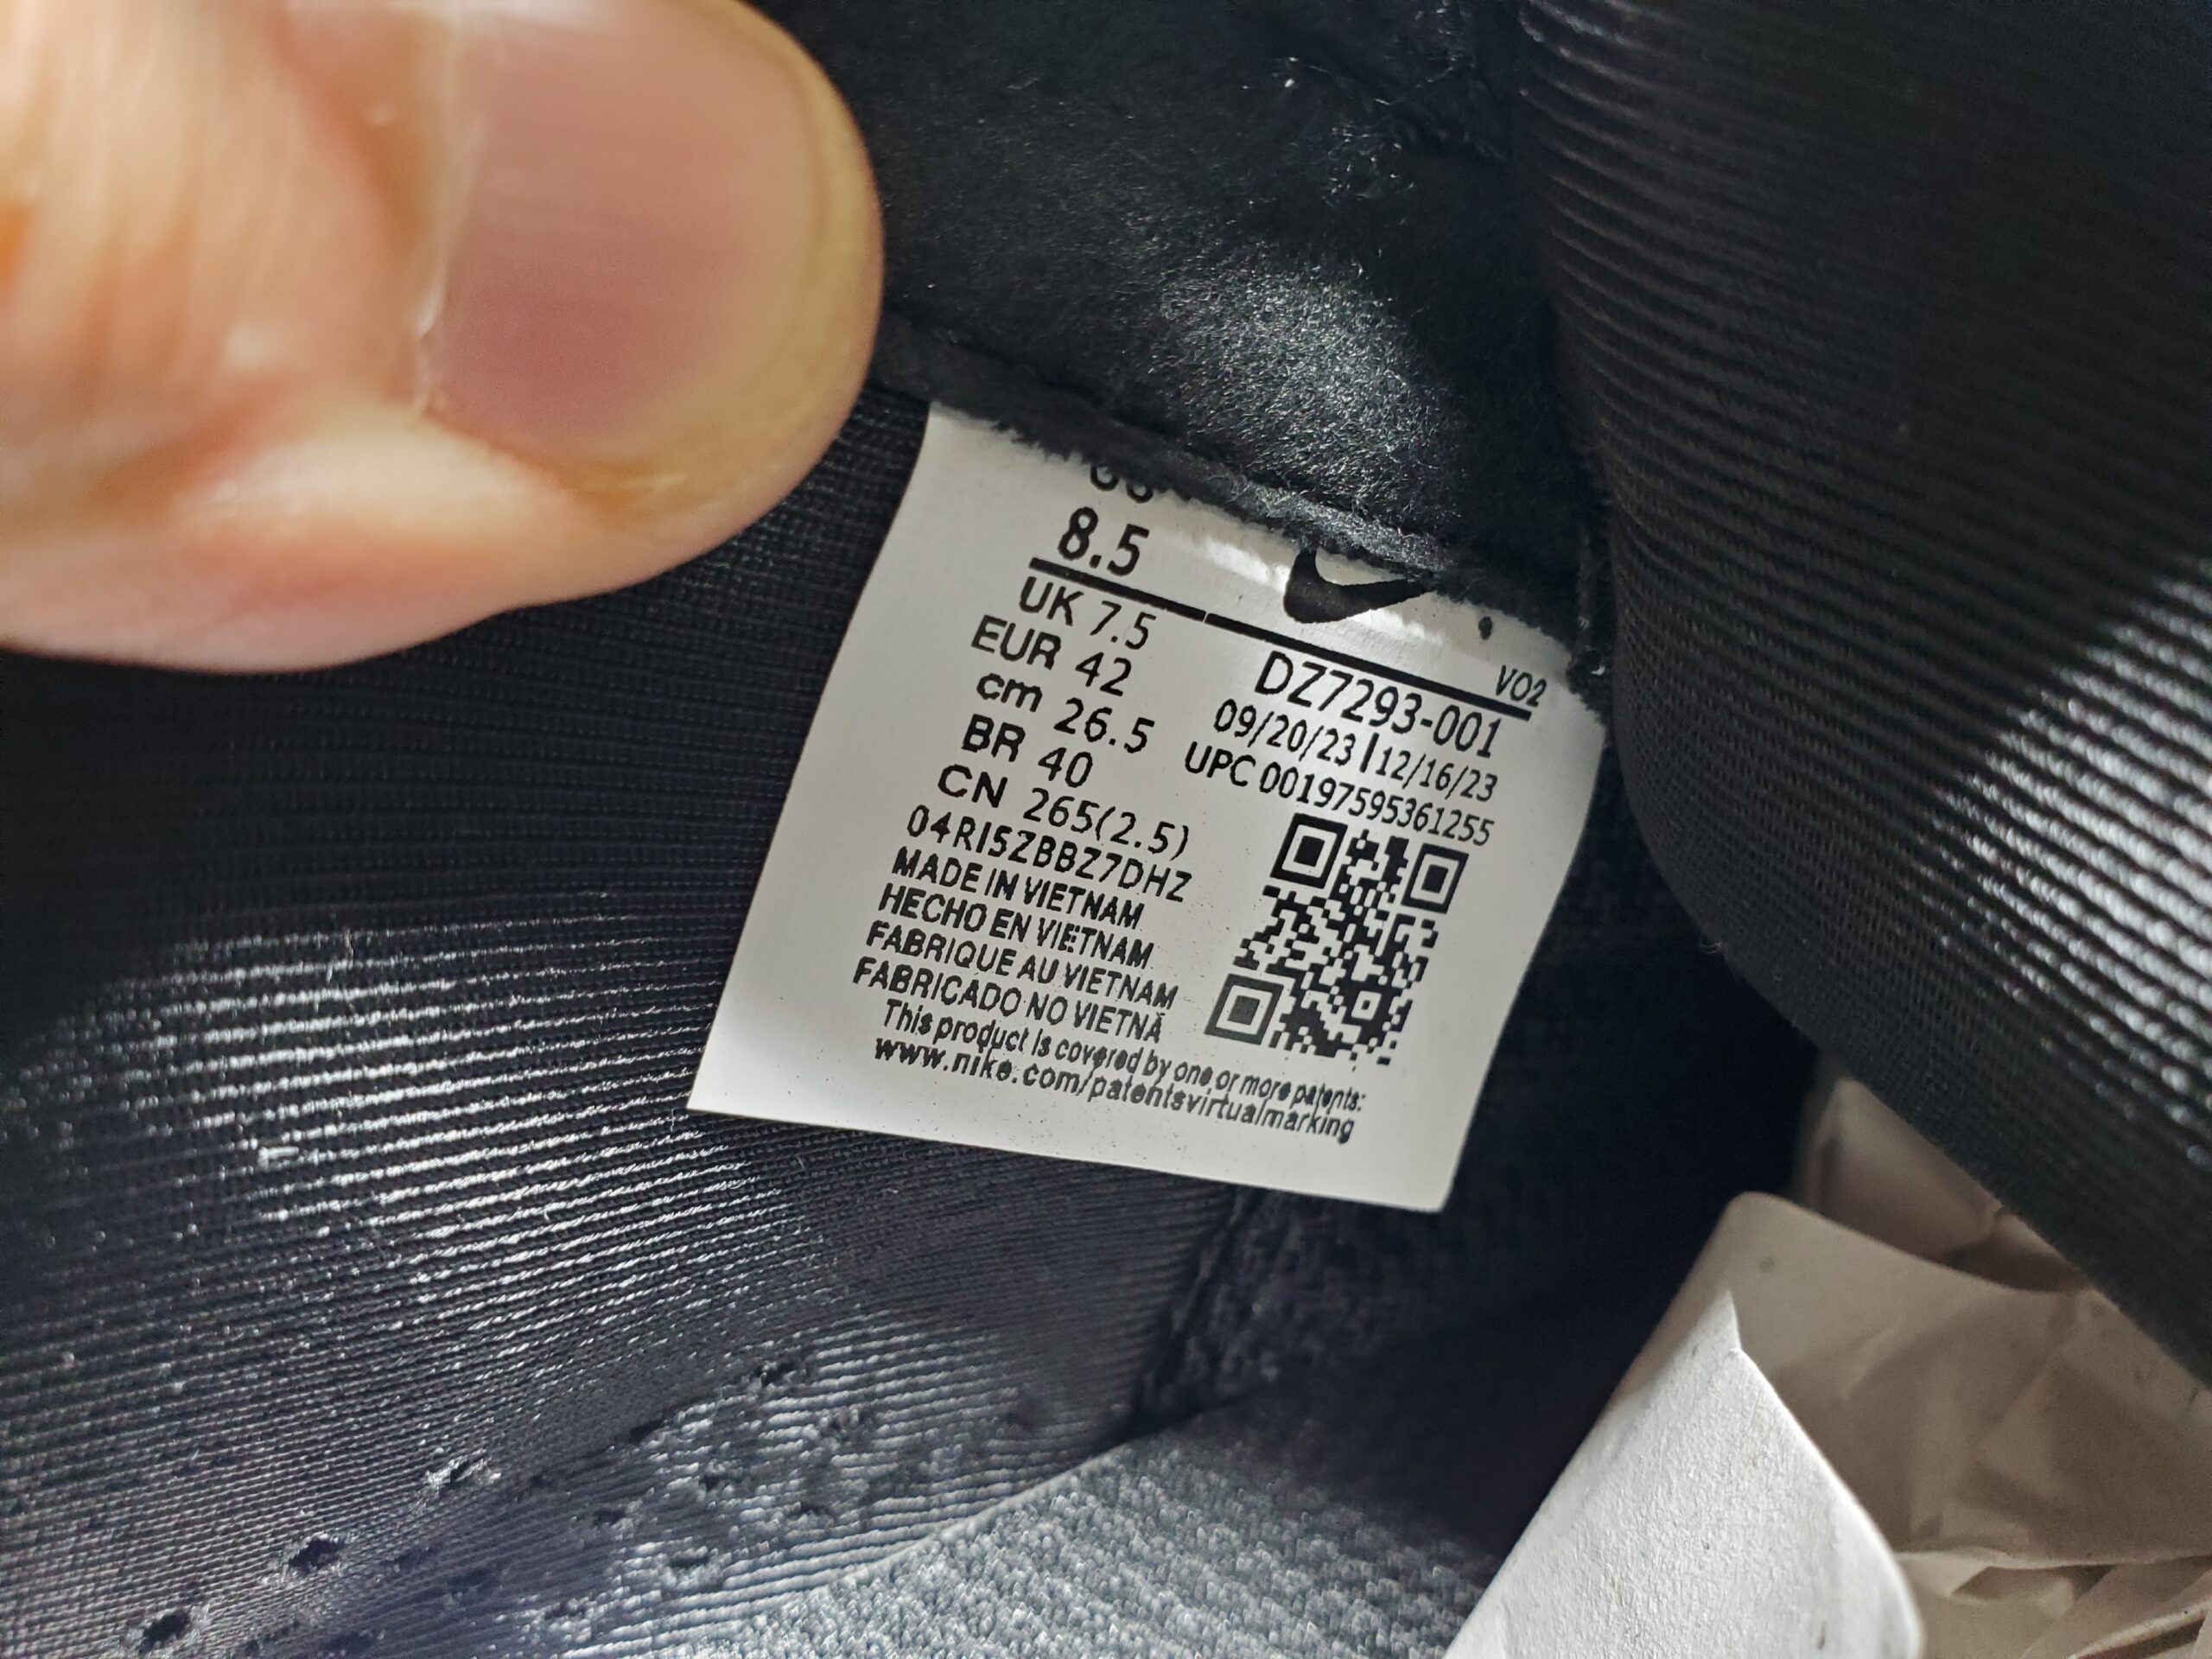 8.5
UK 7.5
EUR 42
cm 26.5
BR 40
CN 265(2.5)
04RI5ZBBZ7DHZ
MADE IN VIETNAM
HECHO EN VIETNAM
FABRIQUE AU VIETNAM
FABRICADO NO VIETNÃ
This product is covered by one or more patents:
www.nike.com/patentsvirtualmarking
VO2
DZ7293-001
09/20/23 | 12/16/23
UPC 00197595361255